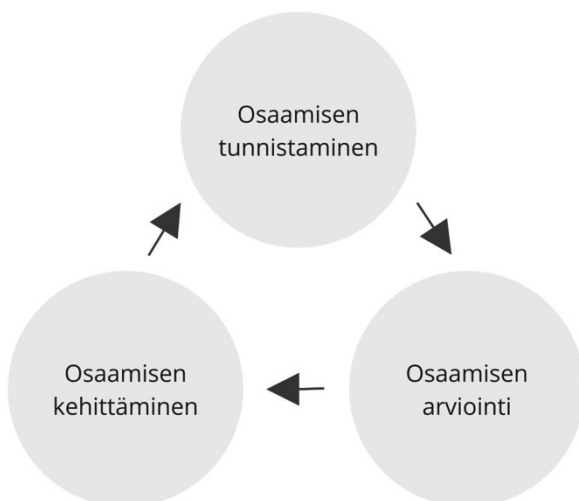 Osaamisen
tunnistaminen
Osaamisen
kehittäminen
Osaamisen
arviointi